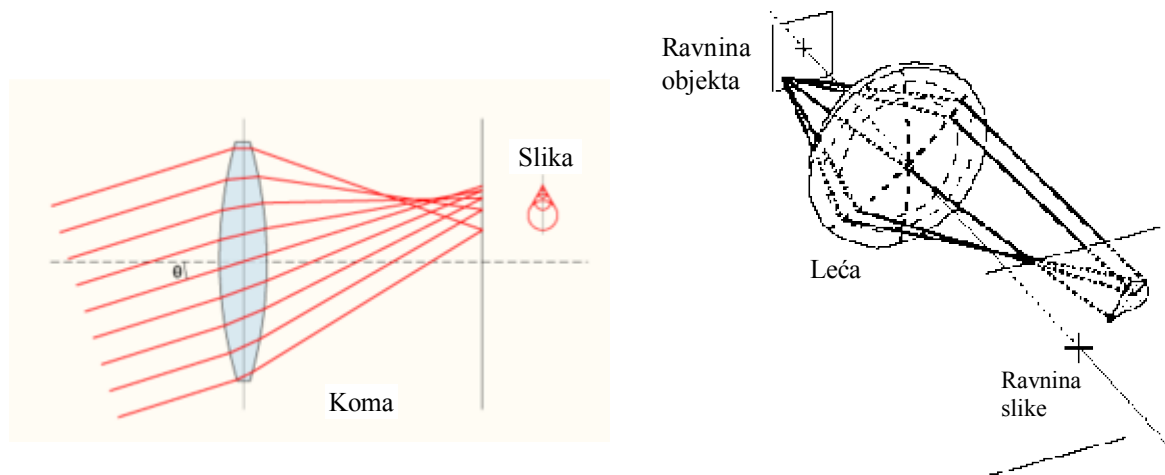 Slika
θ
Koma
Ravnina
objekta
Leća
Ravnina
slike